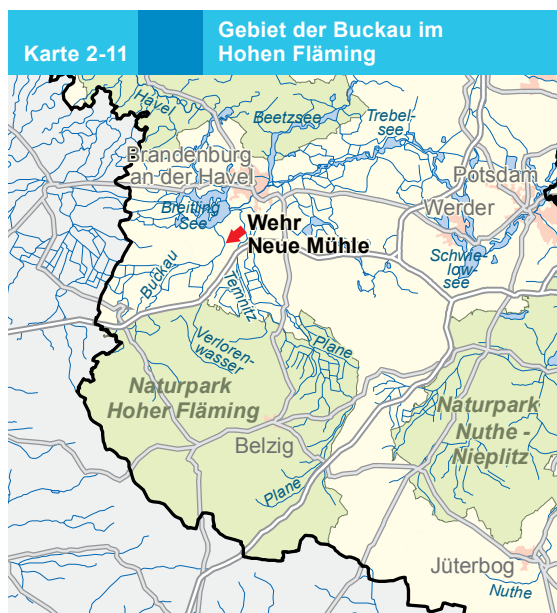 Karte 2-11
Gebiet der Buckau im
Hohen Fläming
Havel
Beetzsee
Trebel-
see
Brandenburg
an der Havel
Potsdam
Breitling
See
Wehr
Neue Mühle
Werder
Schwie-
low-
see
Buckau
Temnitz
Verloren-
wasser
Plane
Naturpark
Hoher Fläming
Naturpark
Nuthe -
Nieplitz
Belzig
Plane
Jüterbog
Nuthe